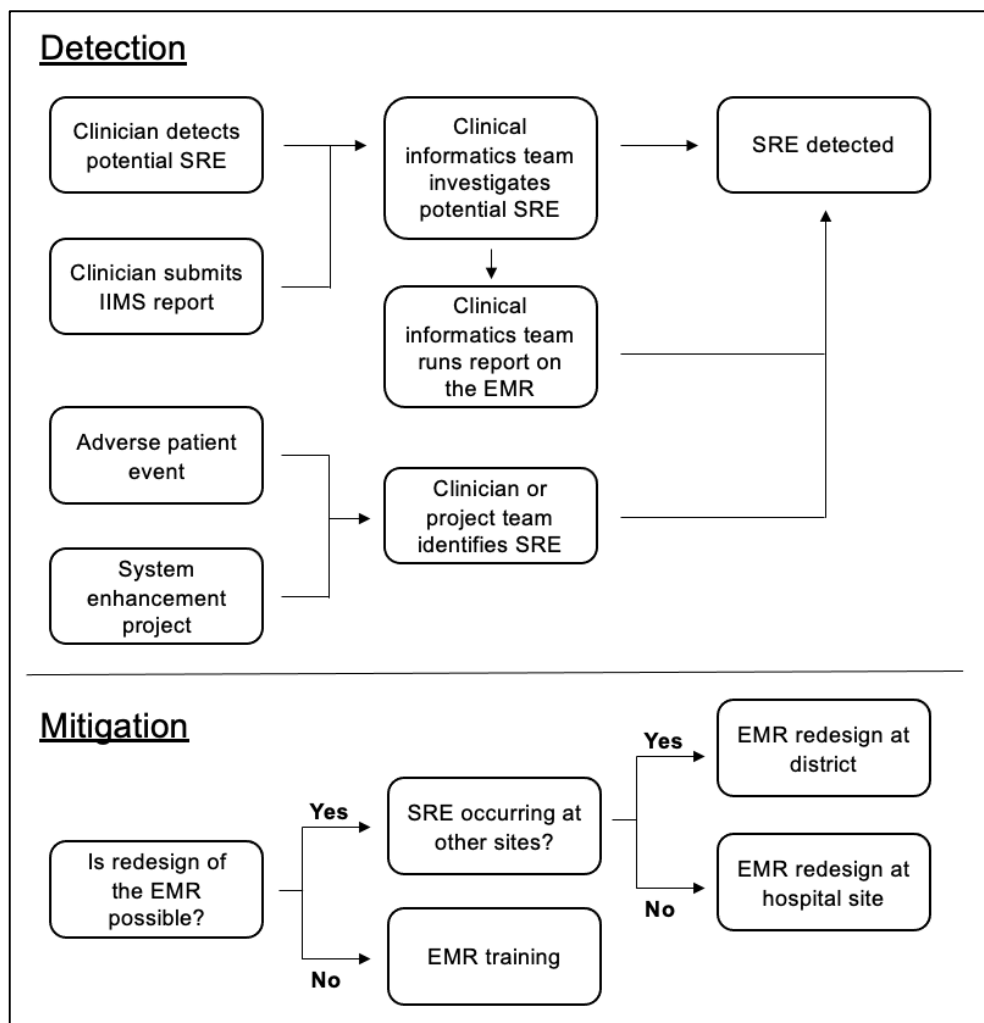 Detection
Clinician detects
potential SRE
Clinical
informatics team
investigates
potential SRE
SRE detected
Clinician submits
IIMS report
Clinical
informatics team
runs report on
the EMR
Adverse patient
event
Clinician or
project team
identifies SRE
System
enhancement
project
Mitigation
Is redesign of
the EMR
possible?
Yes
SRE occurring at
other sites?
Yes
EMR redesign at
district
No
EMR redesign at
hospital site
No
EMR training